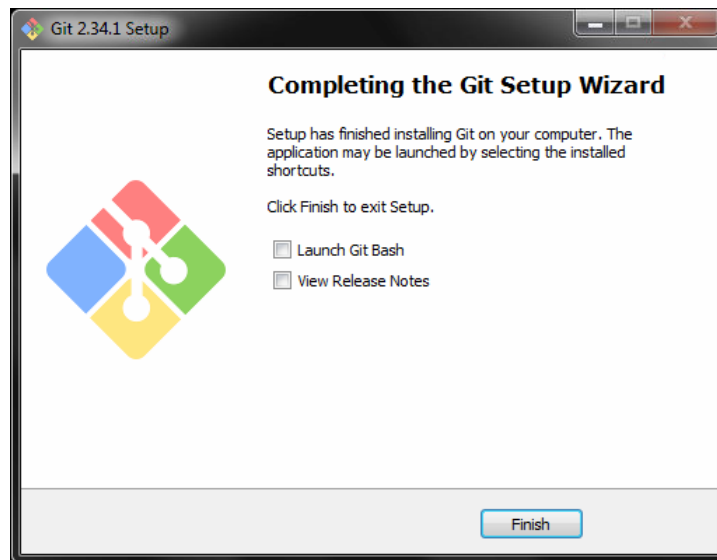 Git 2.34.1 Setup
Completing the Git Setup Wizard
Setup has finished installing Git on your computer. The
application may be launched by selecting the installed
shortcuts.
Click Finish to exit Setup.
Launch Git Bash
View Release Notes
Finish